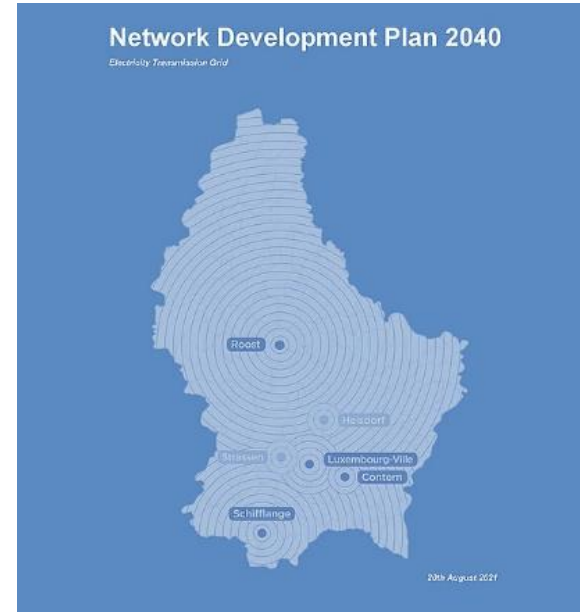 Network Development Plan 2040
Electricity Transmission Grid
Roost
Heisdorf
Strassen
Luxembourg-Ville
Contern
Schifflange
20th August 2021